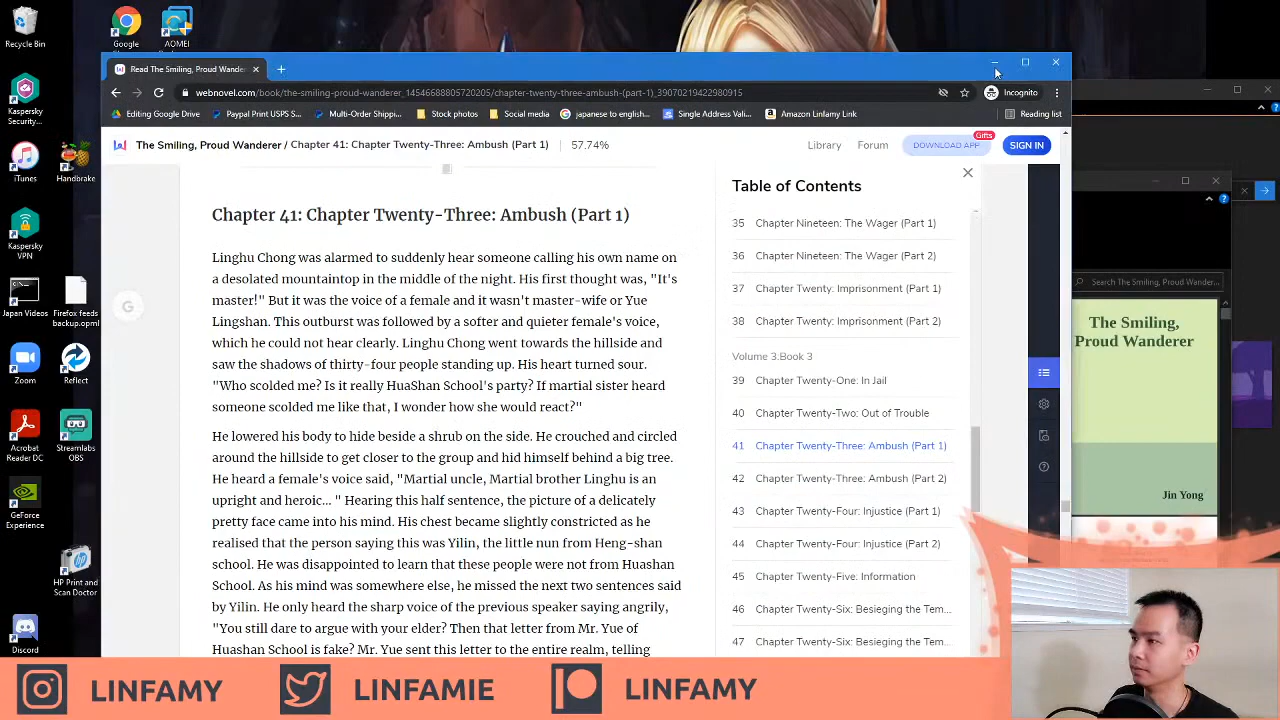 Recycle Bin
Google
AOMEI
Kaspersky
Security...
iTunes
Handbrake
Kaspersky
VPN
Japan Videos
Firefox feeds
backup.opml
Zoom
Reflect
Acrobat
Reader DC
Streamlabs
OBS
GeForce
Experience
HP Print and
Scan Doctor
Discord
Read The Smiling, Proud Wander
webnovel.com/book/the-smiling-proud-wanderer_14546688805720205/chapter-twenty-three-ambush-(part-1)_39070219422980915
Incognito
Editing Google Drive
Paypal Print USPS S...
Multi-Order Shippi...
Stock photos
Social media
japanese to english...
Single Address Vali...
Amazon Linfamy Link
Reading list
The Smiling, Proud Wanderer / C apter 41: Chapter Twenty-Three: Ambush (Part 1)
57.74%
Library
Forum
DOWNLOAD APP
Gifts
SIGN IN
Chapter 41: Chapter Twenty-Three: Ambush (Part 1)
Linghu Chong was alarmed to suddenly hear someone calling his own name on
a desolated mountaintop in the middle of the night. His first thought was, "It's
master!" But it was the voice of a female and it wasn't master-wife or Yue
Lingshan. This outburst was followed by a softer and quieter female's voice,
which he could not hear clearly. Linghu Chong went towards the hillside and
saw the shadows of thirty-four people standing up. His heart turned sour.
"Who scolded me? Is it really HuaShan School's party? If martial sister heard
someone scolded me like that, I wonder how she would react?"
He lowered his body to hide beside a shrub on the side. He crouched and circled
around the hillside to get closer to the group and hid himself behind a big tree.
He heard a female's voice said, "Martial uncle, Martial brother Linghu is an
upright and heroic... " Hearing this half sentence, the picture of a delicately
pretty face came into his mind. His chest became slightly constricted as he
realised that the person saying this was Yilin, the little nun from Heng-shan
school. He was disappointed to learn that these people were not from Huashan
School. As his mind was somewhere else, he missed the next two sentences said
by Yilin. He only heard the sharp voice of the previous speaker saying angrily,
"You still dare to argue with your elder? Then that letter from Mr. Yue of
Huashan School is fake? Mr. Yue sent this letter to the entire realm, telling
Table of Contents
35 Chapter Nineteen: The Wager (Part 1)
36 Chapter Nineteen: The Wager (Part 2)
37 Chapter Twenty: Imprisonment (Part 1)
38 Chapter Twenty: Imprisonment (Part 2)
Volume 3.Book 3
39 Chapter Twenty-One: In Jail
40 Chapter Twenty-Two: Out of Trouble
41 Chapter Twenty-Three: Ambush (Part 1)
42 Chapter Twenty-Three: Ambush (Part 2)
43 Chapter Twenty-Four: Injustice (Part 1)
44 Chapter Twenty-Four: Injustice (Part 2)
45 Chapter Twenty-Five: Information
46 Chapter Twenty-Six: Besieging the Tem...
47 Chapter Twenty-Six: Besieging the Tem...
Search The Smiling, Proud Wander...
The Smiling,
Proud Wanderer
Jin Yong
LINFAMY
LINFAMIE
LINFAMY